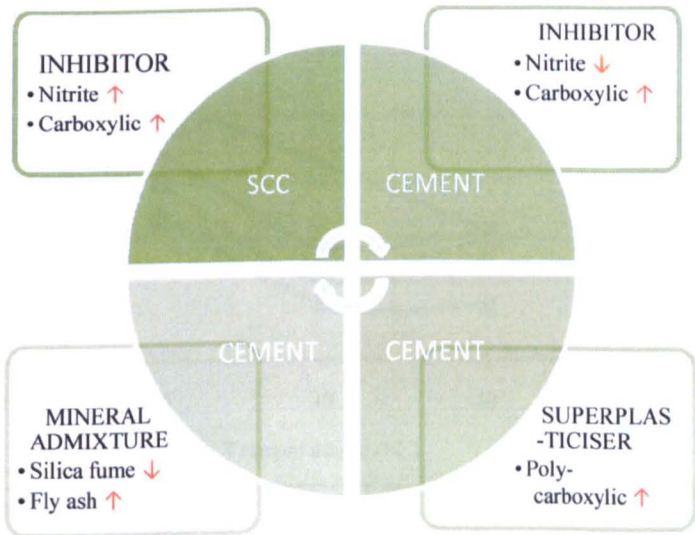 INHIBITOR
• Nitrite ↑
• Carboxylic ↑
INHIBITOR
• Nitrite ↓
• Carboxylic ↑
SCC
CEMENT
CEMENT
CEMENT
MINERAL
ADMIXTURE
• Silica fume ↓
• Fly ash ↑
SUPERPLAS
-TICISER
• Poly-
carboxylic ↑